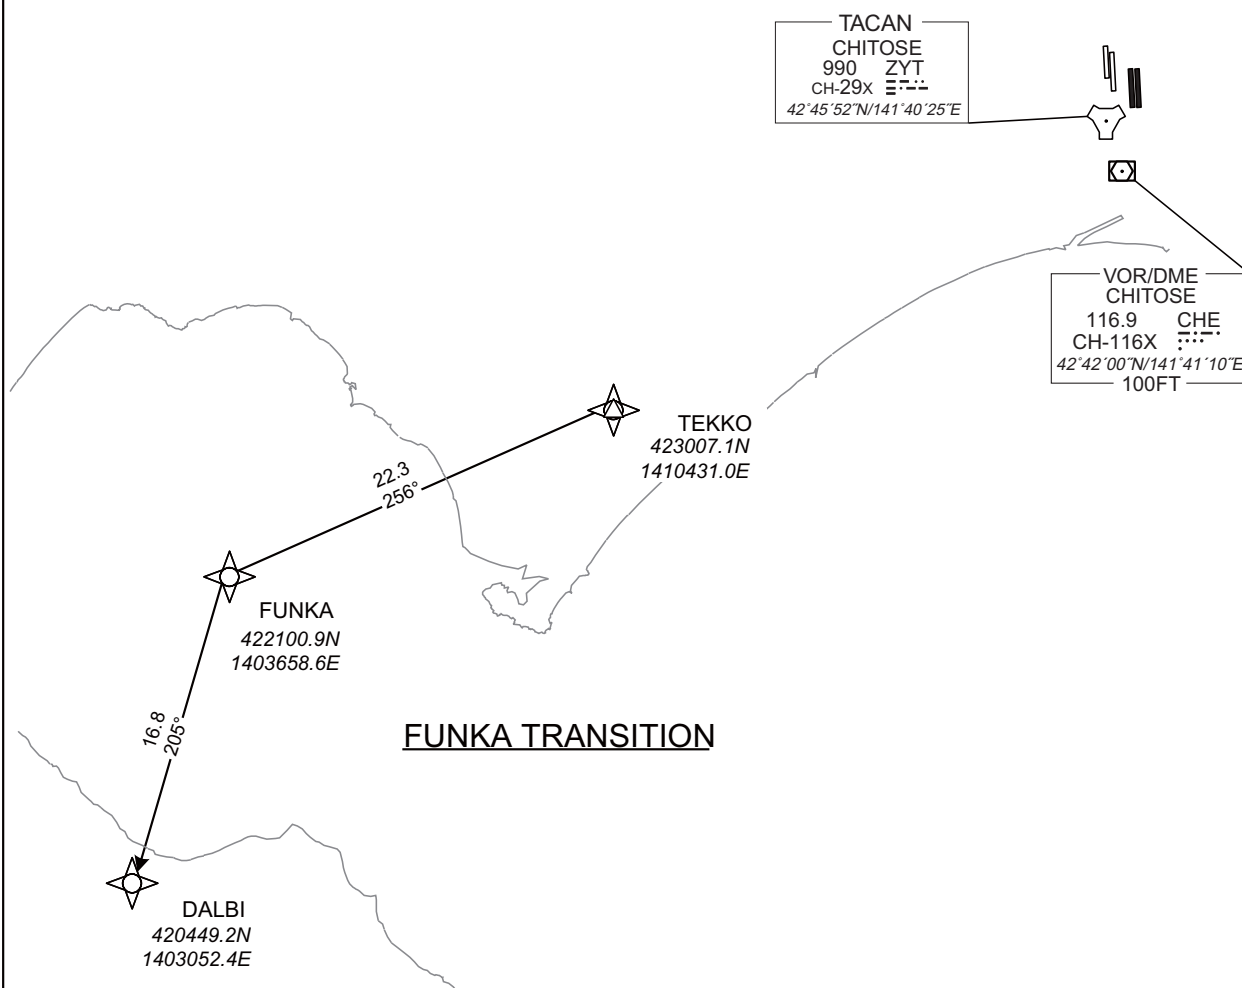 TACAN
CHITOSE
990 ZYT
CH-29X
42°45′52″N/141°40′25″E
VOR/DME
CHITOSE
116.9 CHE
CH-116X
42°42′00″N/141°41′10″E
100FT
TEKKO
423007.1N
1410431.0E
22.3
256°
FUNKA
422100.9N
1403658.6E
16.8
205°
FUNKA TRANSITION
DALBI
420449.2N
1403052.4E